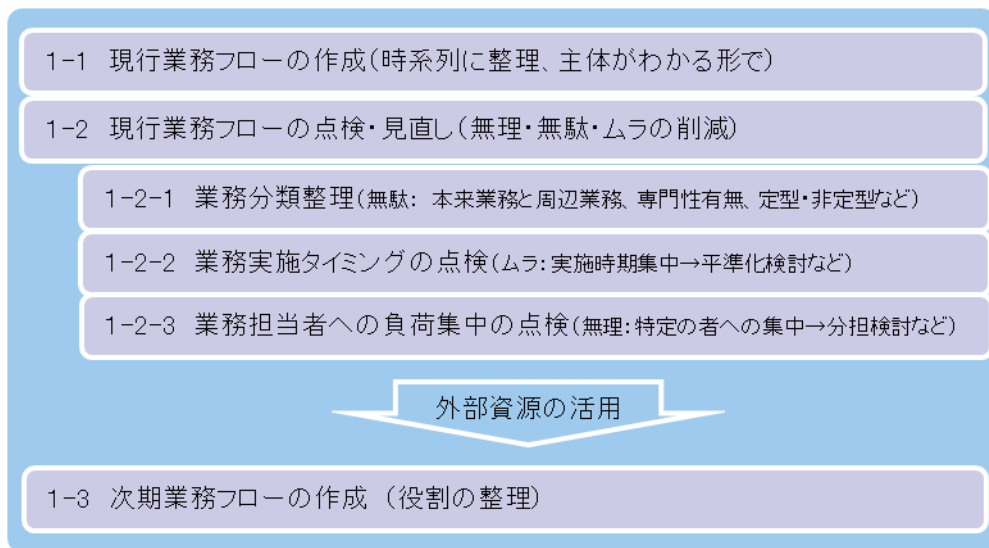 1-1 現行業務フローの作成(時系列に整理、主体がわかる形で)
1-2 現行業務フローの点検・見直し(無理・無駄・ムラの削減)
1-2-1 業務分類整理(無駄: 本来業務と周辺業務、専門性有無、定型・非定型など)
1-2-2 業務実施タイミングの点検(ムラ:実施時期集中→平準化検討など)
1-2-3 業務担当者への負荷集中の点検(無理:特定の者への集中→分担検討など)
外部資源の活用
1-3 次期業務フローの作成 (役割の整理)